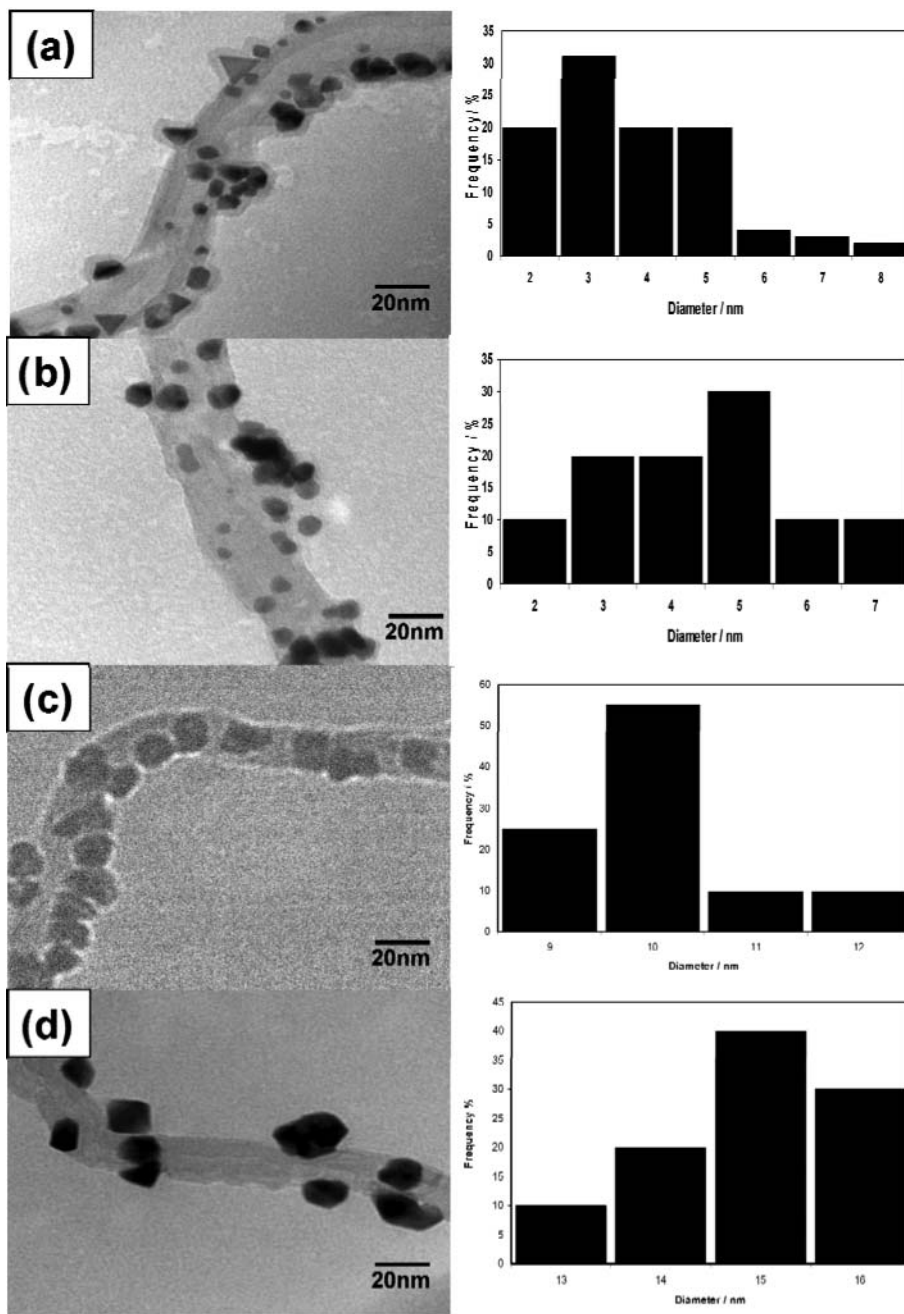 (a)
20nm
Frequency / %
35
30
25
20
15
10
5
0
2 3 4 5 6 7 8
Diameter / nm
(b)
20nm
Frequency / %
35
30
25
20
15
10
5
0
2 3 4 5 6 7
Diameter / nm
(c)
20nm
Frequency / %
60
50
40
30
20
10
0
9 10 11 12
Diameter / nm
(d)
20nm
Frequency %
45
40
35
30
25
20
15
10
5
0
13 14 15 16
Diameter / nm